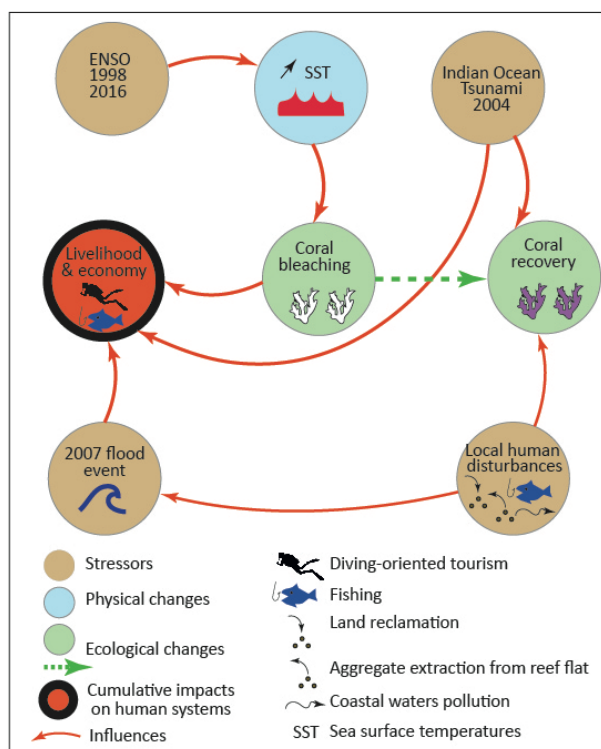 ENSO
1998
2016
SST
Indian Ocean
Tsunami
2004
Livelihood
& economy
Coral
bleaching
Coral
recovery
2007 flood
event
Local human
disturbances
Stressors
Physical changes
Ecological changes
Cumulative impacts
on human systems
Influences
Diving-oriented tourism
Fishing
Land reclamation
Aggregate extraction from reef flat
Coastal waters pollution
SST Sea surface temperatures